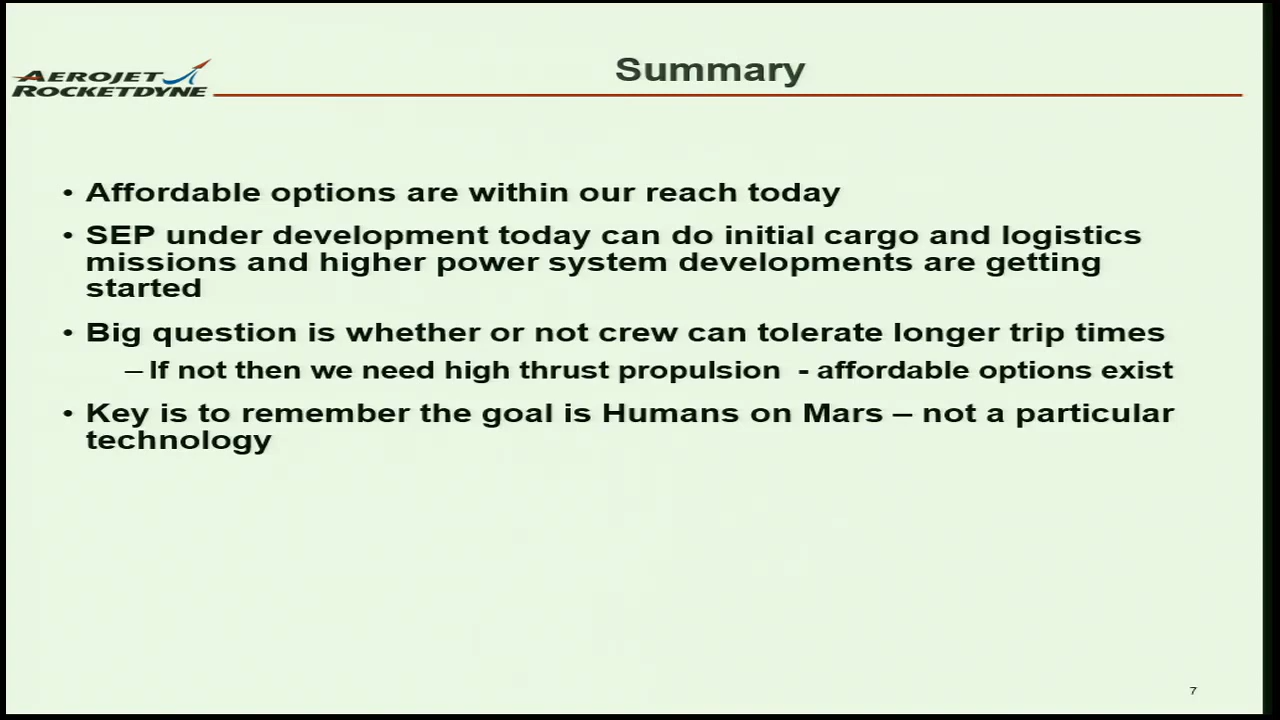 AEROJET
ROCKETDYNE
Summary
• Affordable options are within our reach today
• SEP under development today can do initial cargo and logistics
missions and higher power system developments are getting
started
• Big question is whether or not crew can tolerate longer trip times
– If not then we need high thrust propulsion - affordable options exist
• Key is to remember the goal is Humans on Mars – not a particular
technology
7